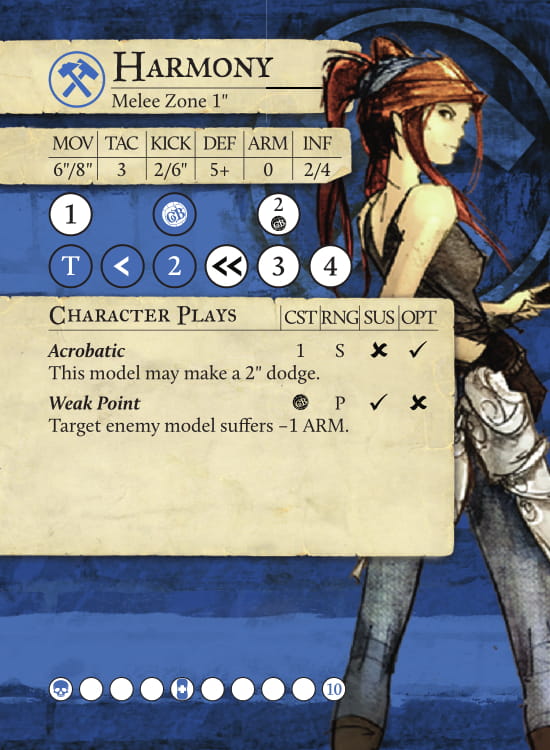 Harmony
Melee Zone 1"
MOV TAC KICK DEF ARM INF
6"/8" 3 2/6" 5+ 0 2/4
1 GB 2 GB
T < 2 << 3 4
Character Plays CST RNG SUS OPT
Acrobatic 1 S ✘ ✓
This model may make a 2" dodge.
Weak Point GB P ✓ ✘
Target enemy model suffers –1 ARM.
10